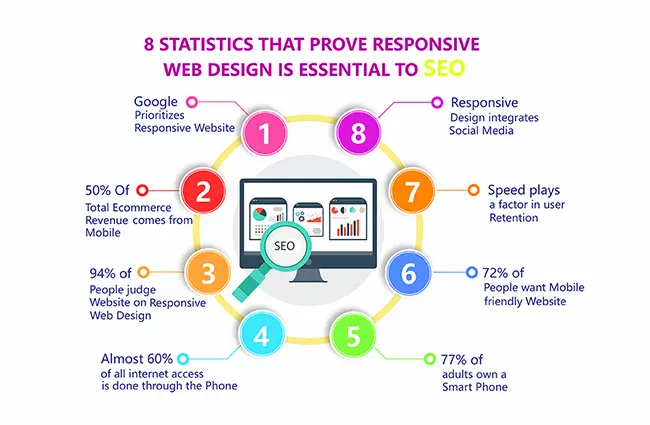 8 STATISTICS THAT PROVE RESPONSIVE
WEB DESIGN IS ESSENTIAL TO SEO
1
Google
Prioritizes
Responsive Website
2
50% Of
Total Ecommerce
Revenue comes from
Mobile
3
94% of
People judge
Website on Responsive
Web Design
4
Almost 60%
of all internet access
is done through the Phone
5
77% of
adults own a
Smart Phone
6
72% of
People want Mobile
friendly Website
7
Speed plays
a factor in user
Retention
8
Responsive
Design integrates
Social Media
SEO